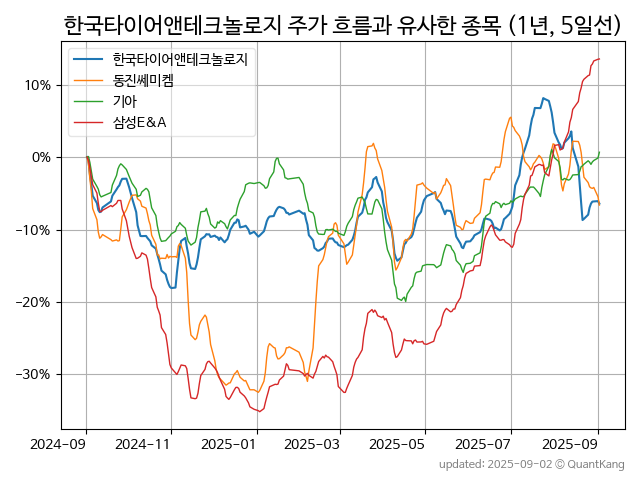 한국타이어앤테크놀로지 주가 흐름과 유사한 종목 (1년, 5일선)
한국타이어앤테크놀로지
동진쎄미켐
기아
삼성E&A
10%
0%
−10%
−20%
−30%
2024-09 2024-11 2025-01 2025-03 2025-05 2025-07 2025-09
updated: 2025-09-02 © QuantKang